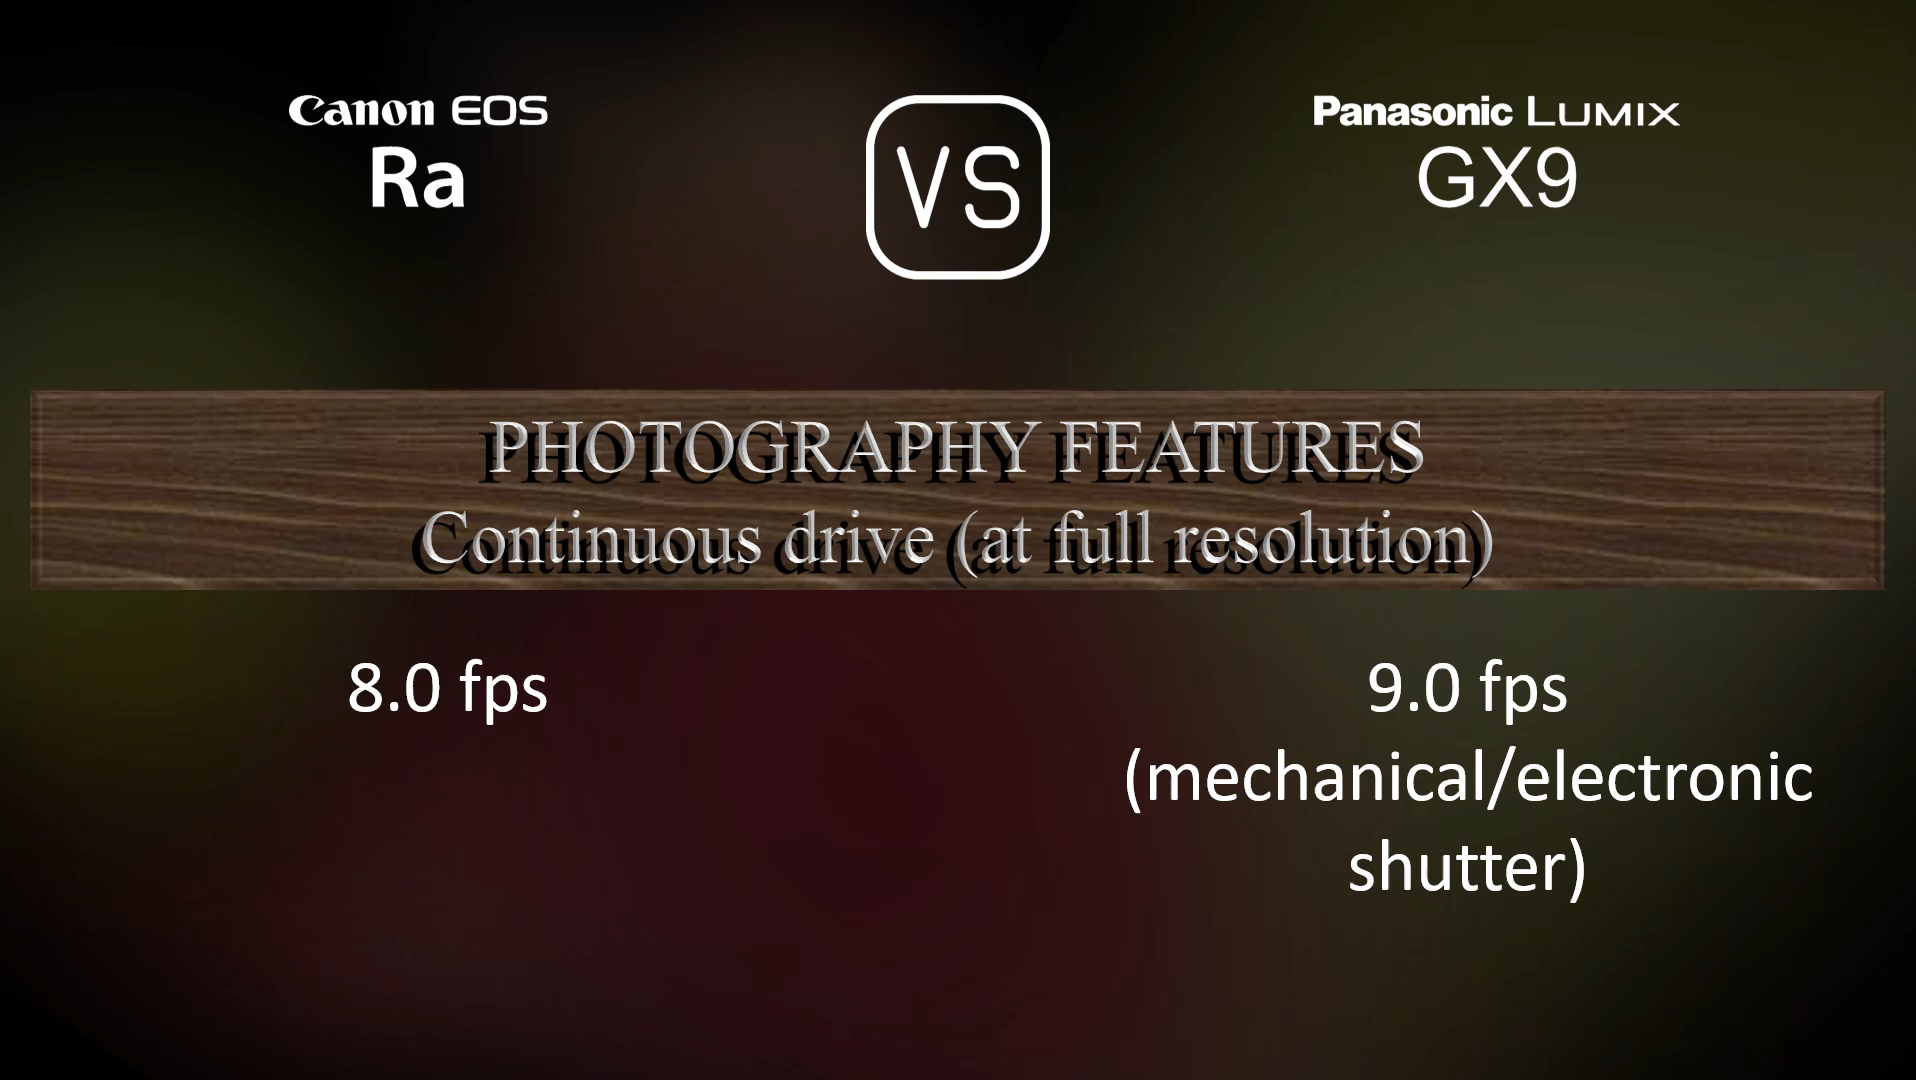 Canon EOS
Ra
VS
Panasonic LUMIX
GX9
PHOTOGRAPHY FEATURES
Continuous drive (at full resolution)
8.0 fps
9.0 fps
(mechanical/electronic
shutter)